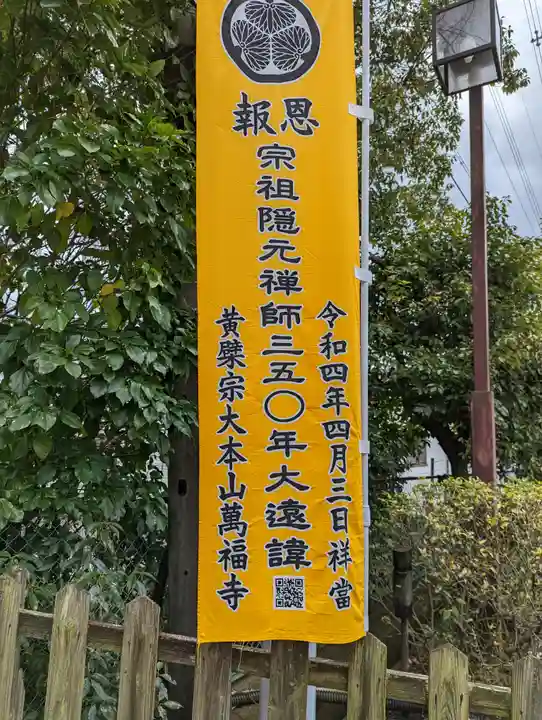 恩報
令和四年四月三日祥當
宗祖隠元禅師三五〇年大遠諱
黄檗宗大本山萬福寺